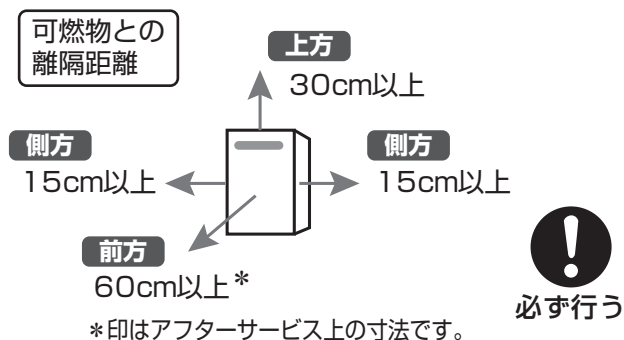 可燃物との
離隔距離
上方
30cm以上
側方
15cm以上
側方
15cm以上
前方
60cm以上*
*印はアフターサービス上の寸法です。
必ず行う